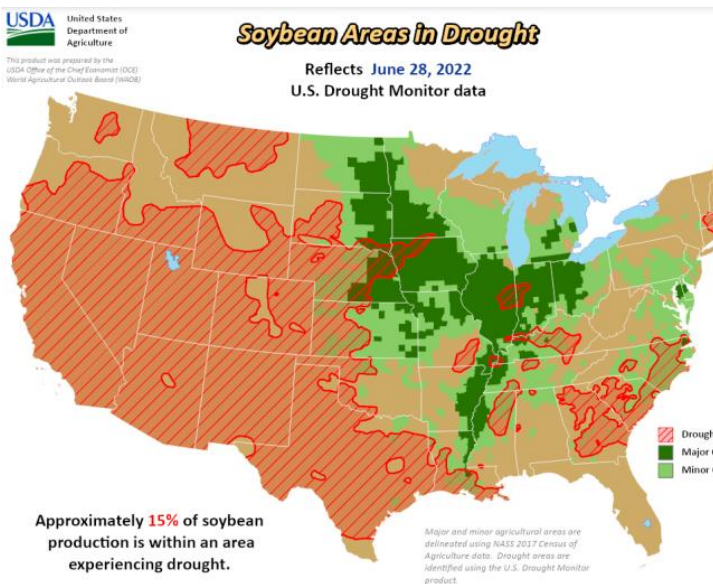 USDA
United States
Department of
Agriculture
This product was prepared by the
USDA Office of the Chief Economist (OCE)
World Agricultural Outlook Board (WAOB)
Soybean Areas in Drought
Reflects June 28, 2022
U.S. Drought Monitor data
Drough
Major
Minor
Approximately 15% of soybean
production is within an area
experiencing drought.
Major and minor agricultural areas are
delineated using NASS 2017 Census of
Agriculture data. Drought areas are
identified using the U.S. Drought Monitor
product.